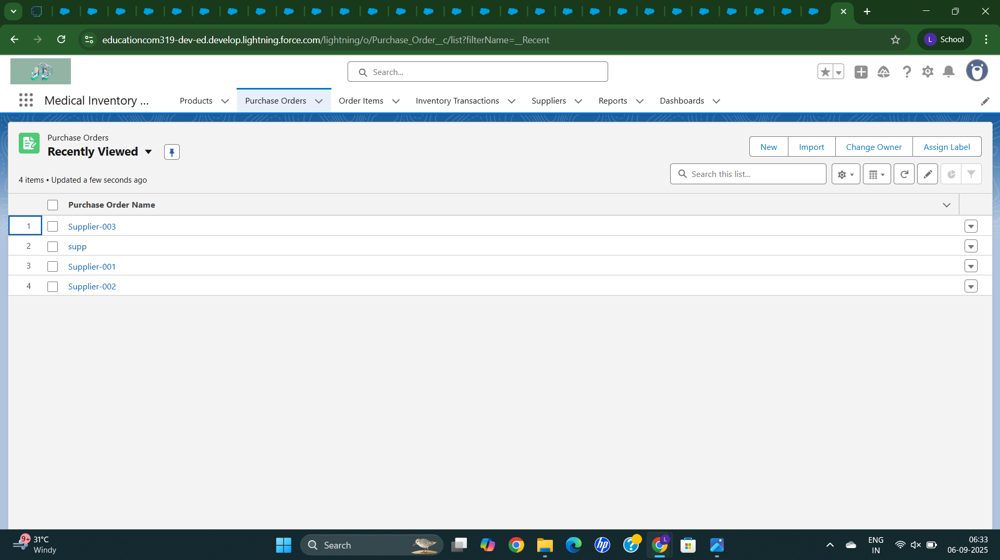 educationcom319-dev-ed.develop.lightning.force.com/lightning/o/Purchase_Order__c/list?filterName=__Recent
L School
Search...
Medical Inventory ...
Products
Purchase Orders
Order Items
Inventory Transactions
Suppliers
Reports
Dashboards
Purchase Orders
Recently Viewed
New
Import
Change Owner
Assign Label
4 items • Updated a few seconds ago
Search this list...
Purchase Order Name
1 Supplier-003
2 supp
3 Supplier-001
4 Supplier-002
9+
31°C
Windy
Search
hp
L
ENG
IN
06:33
06-09-2025